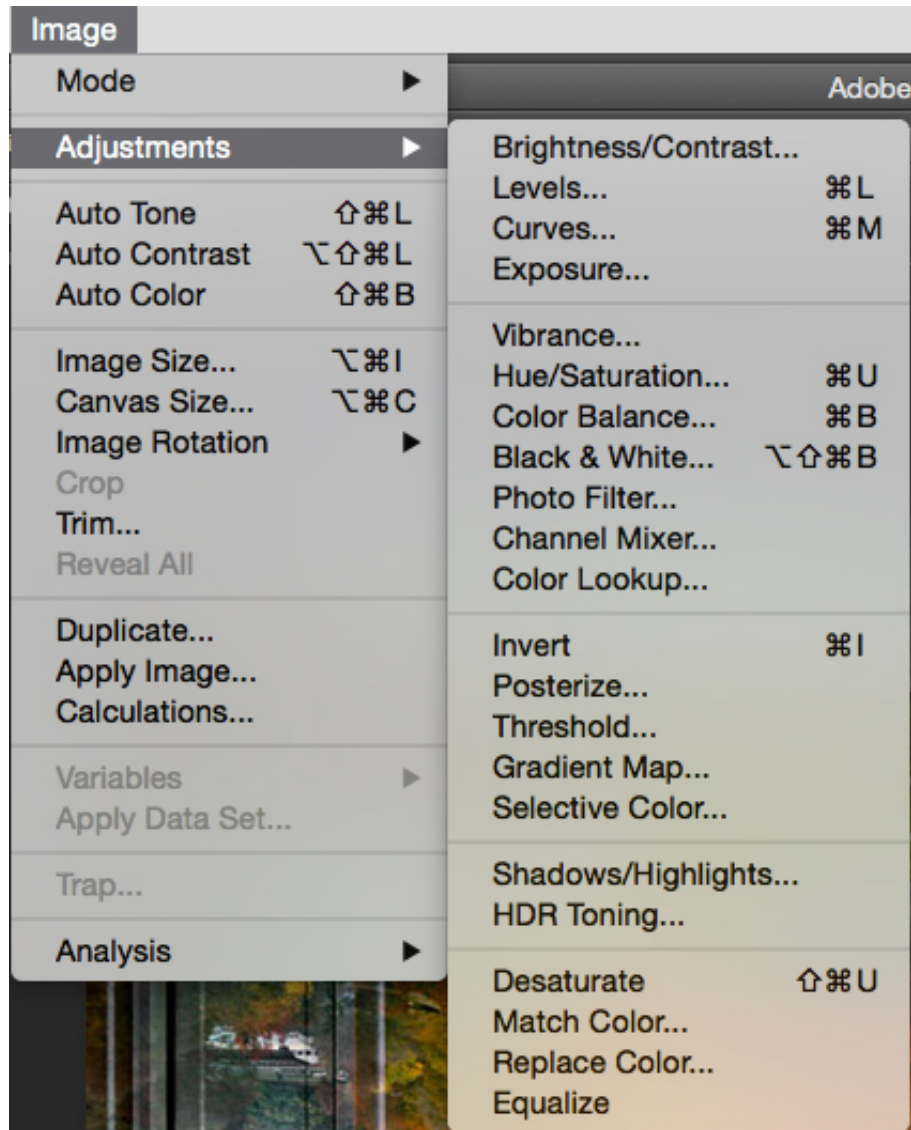 Image
Mode ▶
Adjustments ▶
Auto Tone ⇧⌘L
Auto Contrast ⌥⇧⌘L
Auto Color ⇧⌘B
Image Size... ⌥⌘I
Canvas Size... ⌥⌘C
Image Rotation ▶
Crop
Trim...
Reveal All
Duplicate...
Apply Image...
Calculations...
Variables ▶
Apply Data Set...
Trap...
Analysis ▶
Adobe
Brightness/Contrast...
Levels... ⌘L
Curves... ⌘M
Exposure...
Vibrance...
Hue/Saturation... ⌘U
Color Balance... ⌘B
Black & White... ⌥⇧⌘B
Photo Filter...
Channel Mixer...
Color Lookup...
Invert ⌘I
Posterize...
Threshold...
Gradient Map...
Selective Color...
Shadows/Highlights...
HDR Toning...
Desaturate ⇧⌘U
Match Color...
Replace Color...
Equalize